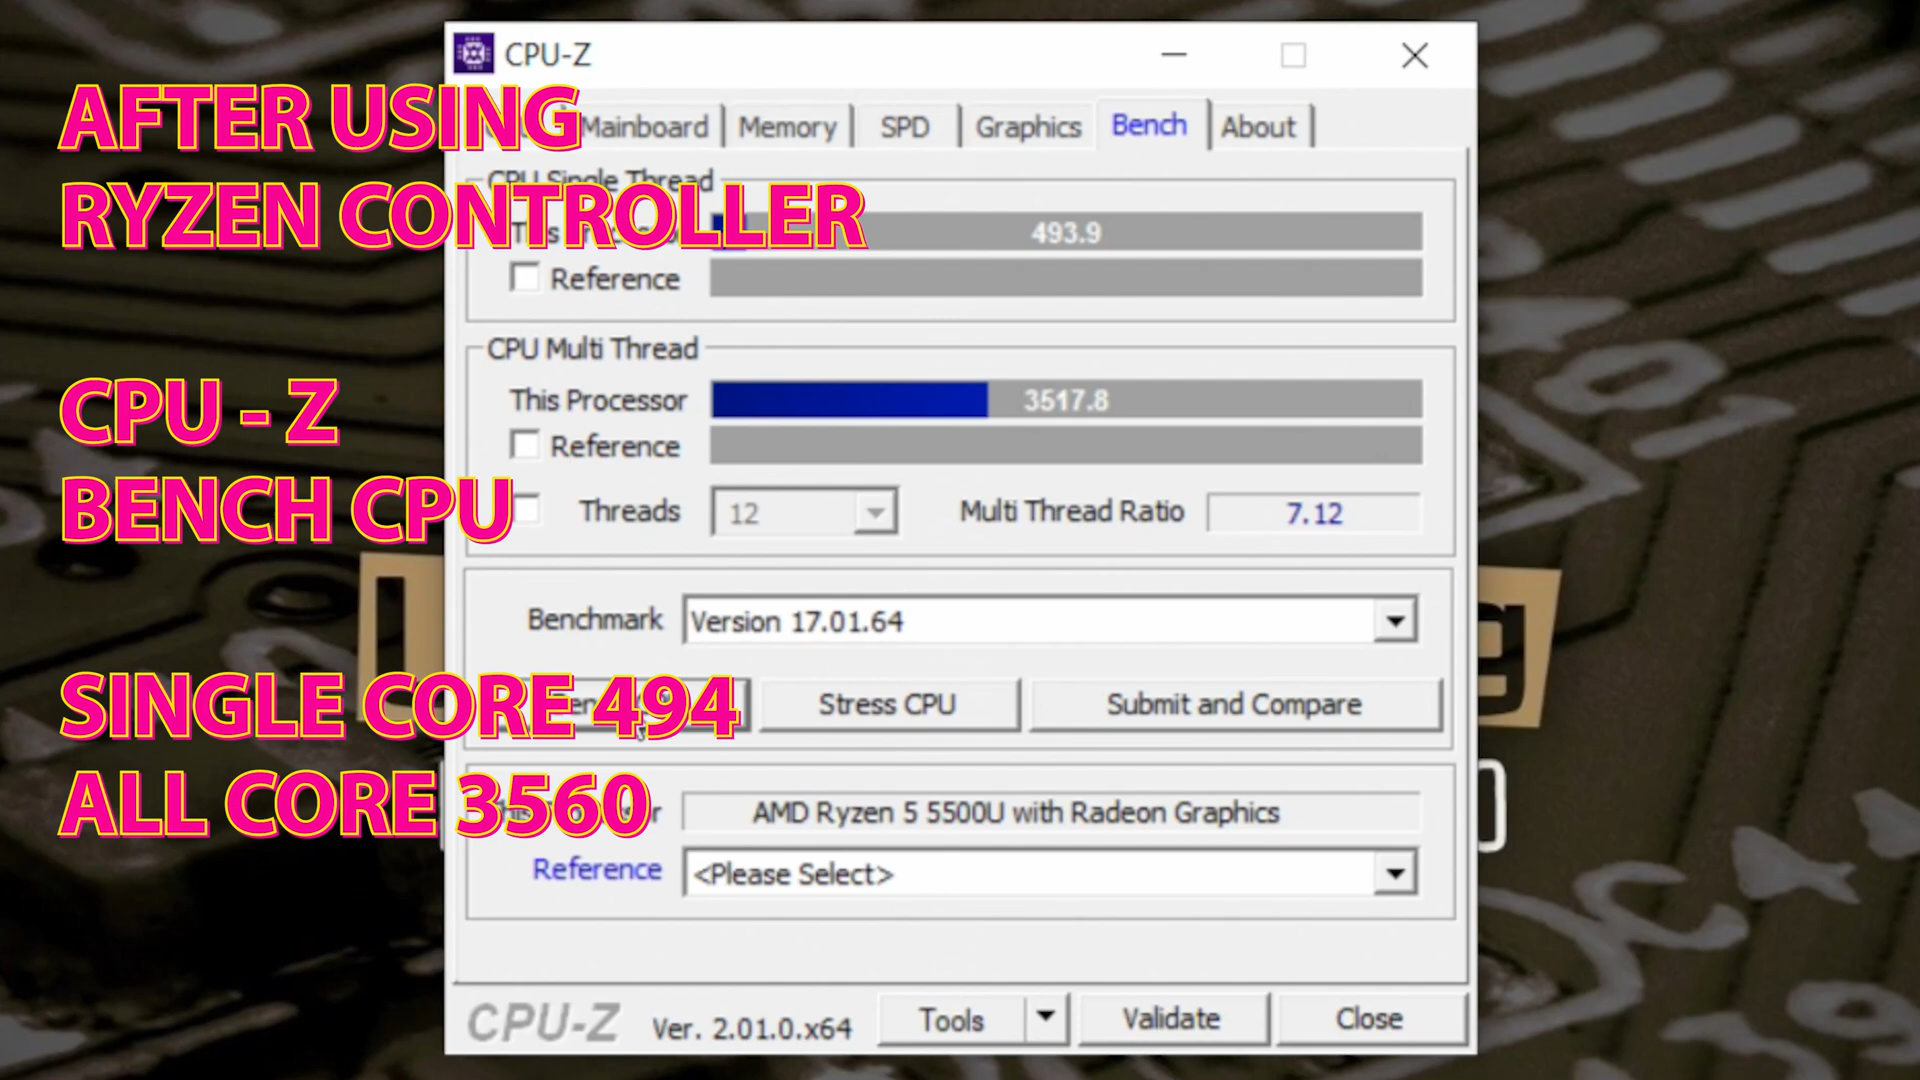 CPU-Z
AFTER USING
Mainboard Memory SPD Graphics Bench About
CPU Single Thread
RYZEN CONTROLLER
493.9
Reference
CPU Multi Thread
CPU - Z
This Processor 3517.8
Reference
BENCH CPU
Threads 12 Multi Thread Ratio 7.12
Benchmark Version 17.01.64
SINGLE CORE 494
Stress CPU Submit and Compare
ALL CORE 3560
AMD Ryzen 5 5500U with Radeon Graphics
Reference <Please Select>
CPU-Z Ver. 2.01.0.x64 Tools Validate Close